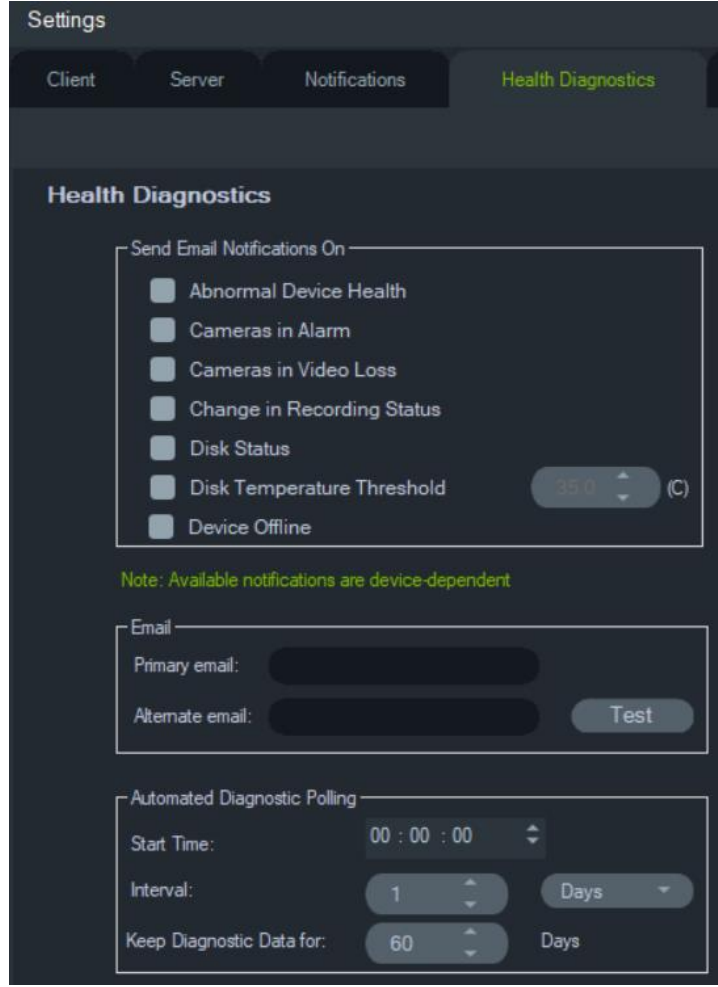 Settings
Client Server Notifications Health Diagnostics
Health Diagnostics
Send Email Notifications On
Abnormal Device Health
Cameras in Alarm
Cameras in Video Loss
Change in Recording Status
Disk Status
Disk Temperature Threshold 35.0 (C)
Device Offline
Note: Available notifications are device-dependent
Email
Primary email:
Alternate email: Test
Automated Diagnostic Polling
Start Time: 00 : 00 : 00
Interval: 1 Days
Keep Diagnostic Data for: 60 Days